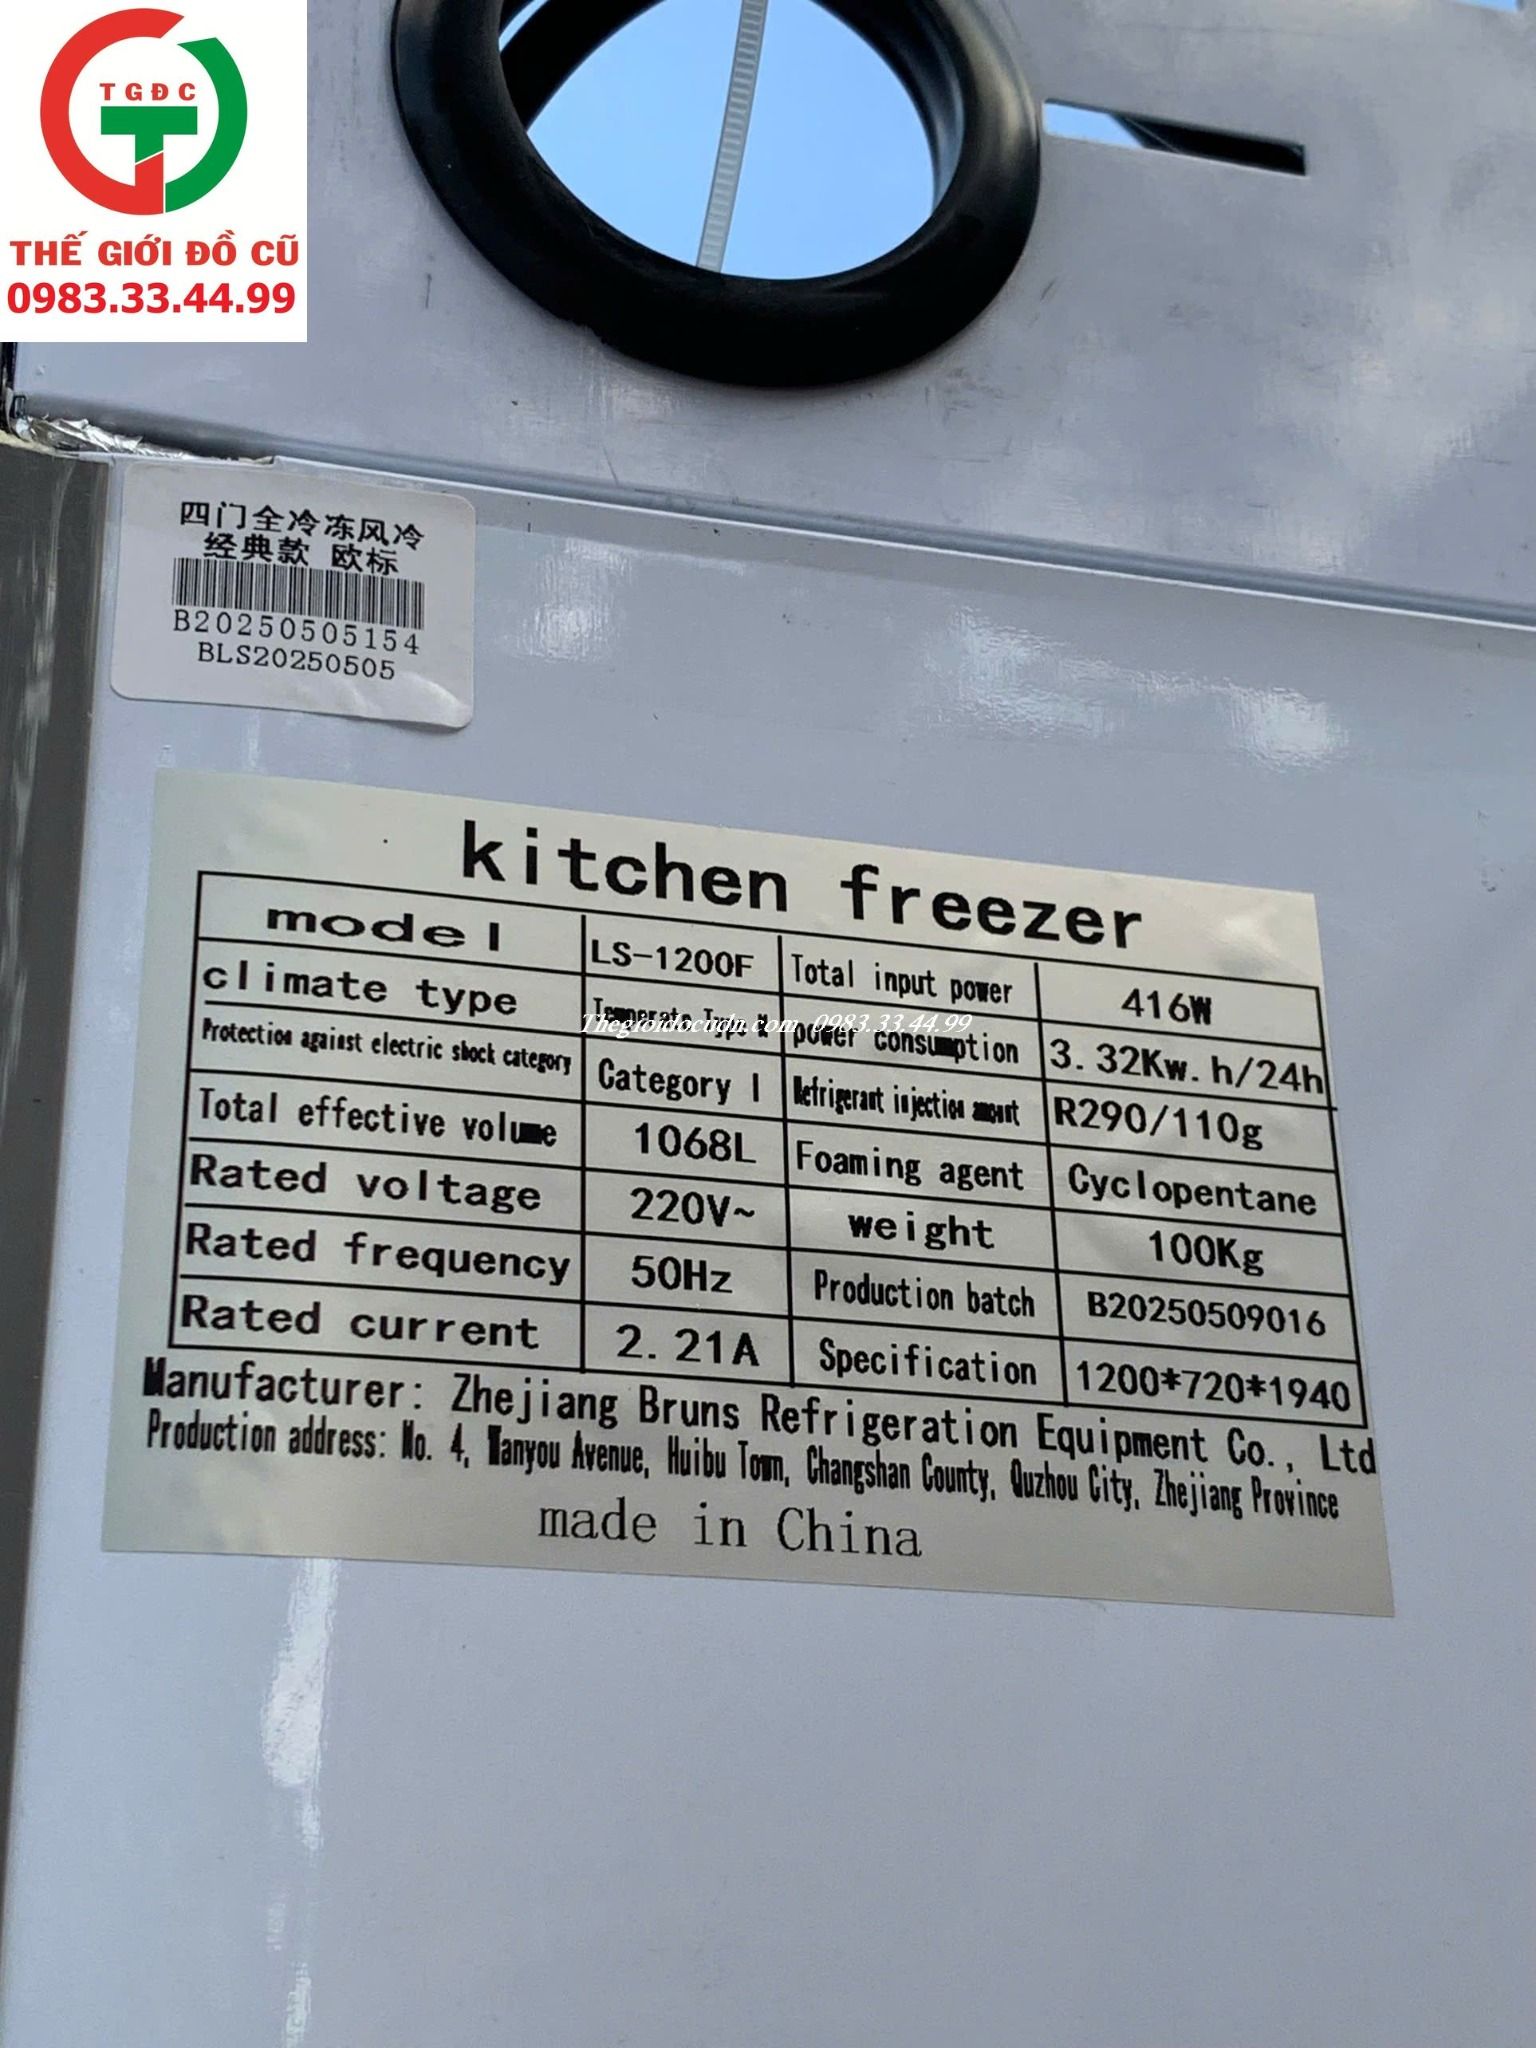 TGĐC
THẾ GIỚI ĐỒ CŨ
0983.33.44.99
四门全冷冻风冷
经典款 欧标
B20250505154
BLS20250505
kitchen freezer
model LS-1200F Total input power 416W
climate type Temperate Type N power consumption 3.32Kw.h/24h
Thegioidocudn.com 0983.33.44.99
Protection against electric shock category Category I Refrigerant injection amount R290/110g
Total effective volume 1068L Foaming agent Cyclopentane
Rated voltage 220V~ weight 100Kg
Rated frequency 50Hz Production batch B20250509016
Rated current 2.21A Specification 1200*720*1940
Manufacturer: Zhejiang Bruns Refrigeration Equipment Co., Ltd
Production address: No. 4, Wanyou Avenue, Huibu Town, Changshan County, Quzhou City, Zhejiang Province
made in China